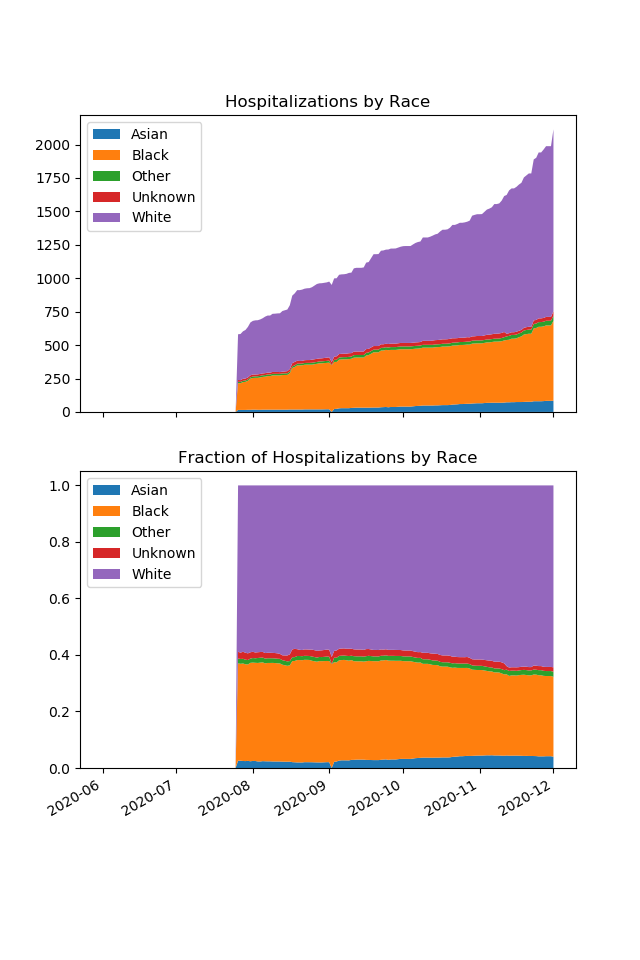 Hospitalizations by Race
Asian
Black
Other
Unknown
White
2000
1750
1500
1250
1000
750
500
250
0
Fraction of Hospitalizations by Race
Asian
Black
Other
Unknown
White
1.0
0.8
0.6
0.4
0.2
0.0
2020-06
2020-07
2020-08
2020-09
2020-10
2020-11
2020-12